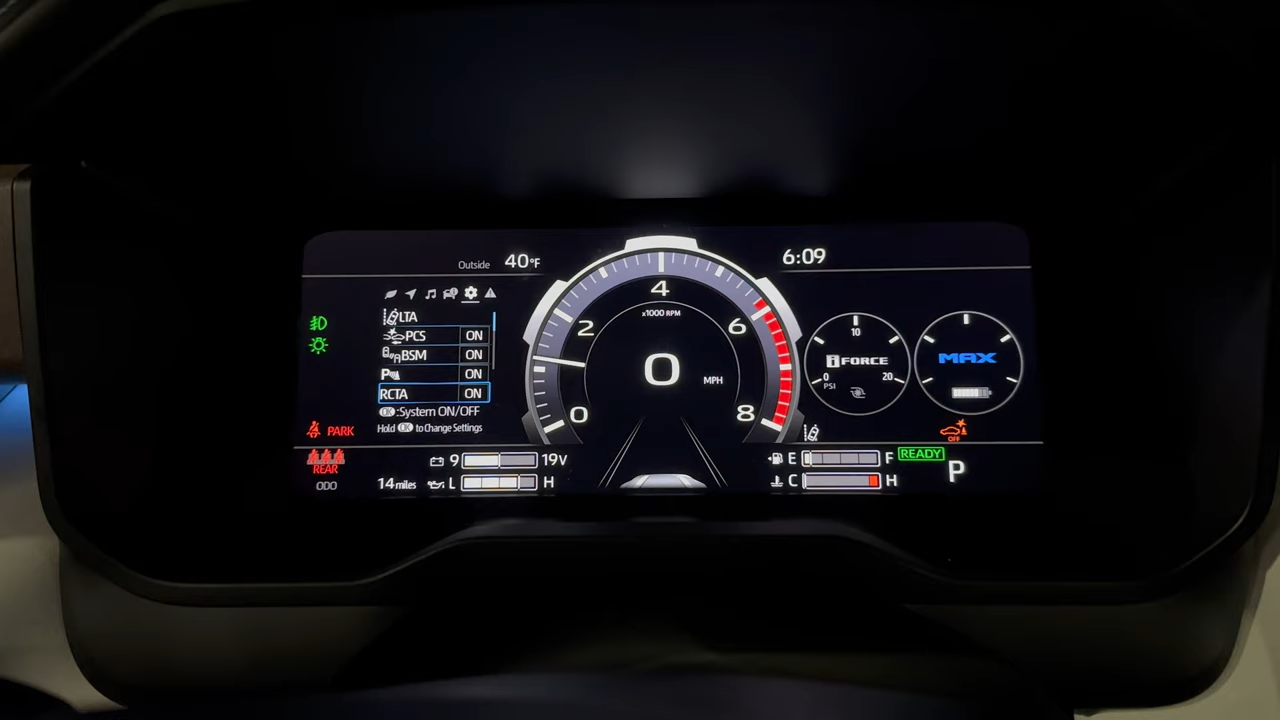 Outside 40°F
6:09
LTA
PCS ON
BSM ON
P ON
RCTA ON
OK :System ON/OFF
Hold OK to Change Settings
0
2
4
6
8
x1000 RPM
0 MPH
10
iFORCE
0
20
PSI
MAX
OFF
PARK
REAR
ODO
14 miles
9 19V
L H
E F
C H
READY
P